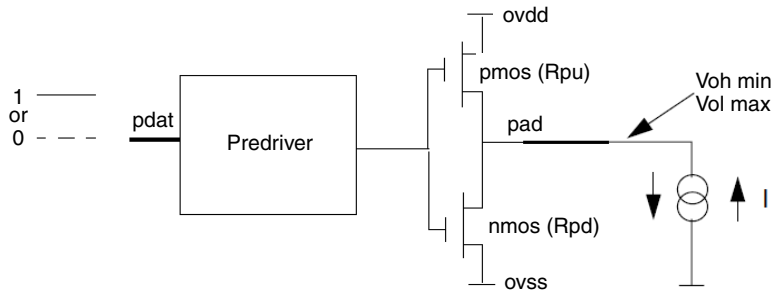 ovdd
pmos (Rpu)
1
or
0
pdat
Predriver
pad
Voh min
Vol max
I
nmos (Rpd)
ovss